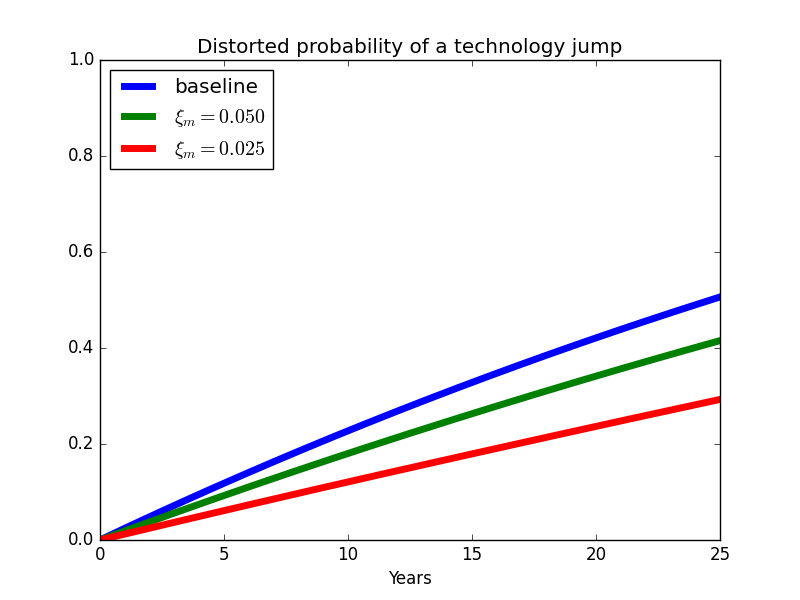 Distorted probability of a technology jump
1.0
baseline
ξₘ = 0.050
ξₘ = 0.025
0.8
0.6
0.4
0.2
0.0
0 5 10 15 20 25
Years